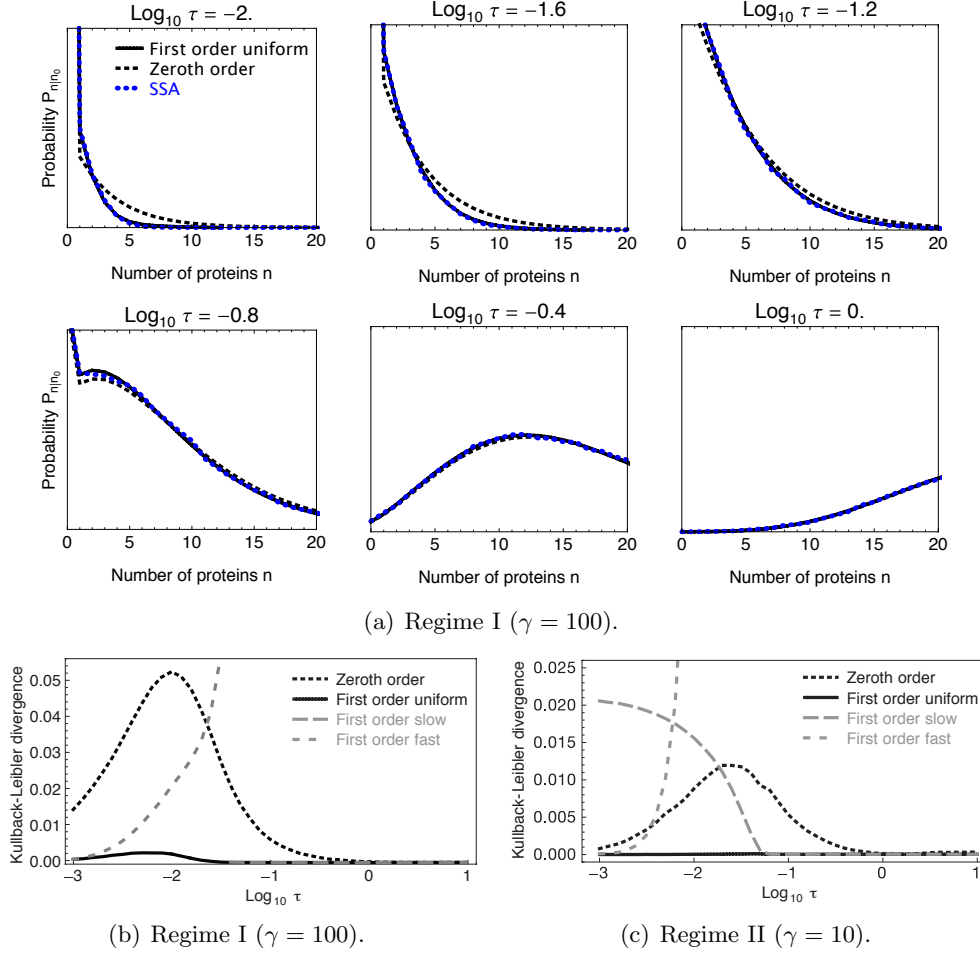 Log₁₀ τ = −2.
Log₁₀ τ = −1.6
Log₁₀ τ = −1.2
Probability Pₙ|ₙ₀
First order uniform
Zeroth order
SSA
0 5 10 15 20
0 5 10 15 20
0 5 10 15 20
Number of proteins n
Number of proteins n
Number of proteins n
Log₁₀ τ = −0.8
Log₁₀ τ = −0.4
Log₁₀ τ = 0.
Probability Pₙ|ₙ₀
0 5 10 15 20
0 5 10 15 20
0 5 10 15 20
Number of proteins n
Number of proteins n
Number of proteins n
(a) Regime I (γ = 100).
Kullback-Leibler divergence
0.05
0.04
0.03
0.02
0.01
0.00
Zeroth order
First order uniform
First order slow
First order fast
−3 −2 −1 0 1
Log₁₀ τ
(b) Regime I (γ = 100).
Kullback-Leibler divergence
0.025
0.020
0.015
0.010
0.005
0.000
Zeroth order
First order uniform
First order slow
First order fast
−3 −2 −1 0 1
Log₁₀ τ
(c) Regime II (γ = 10).